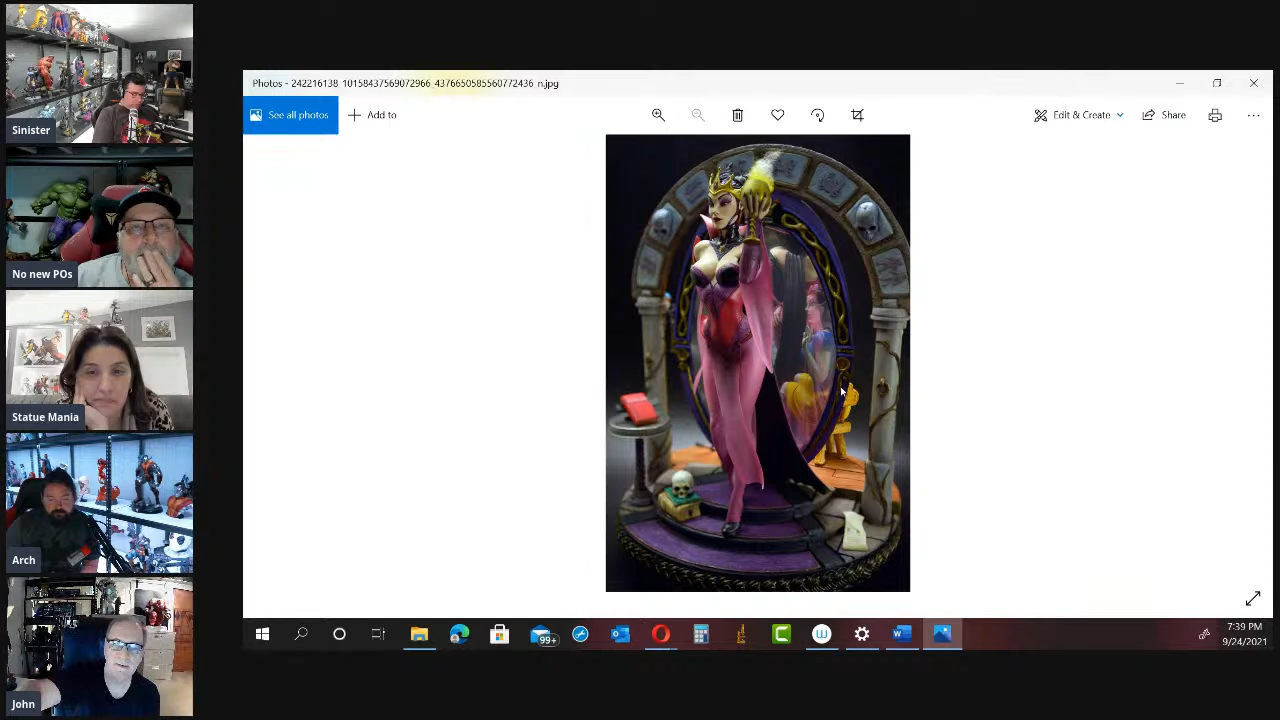 Sinister
No new POs
Statue Mania
Arch
John
Photos - 242216138_10158437569072966_4376650585560772436_n.jpg
See all photos
Add to
Edit & Create
Share
99+
7:39 PM
9/24/2021